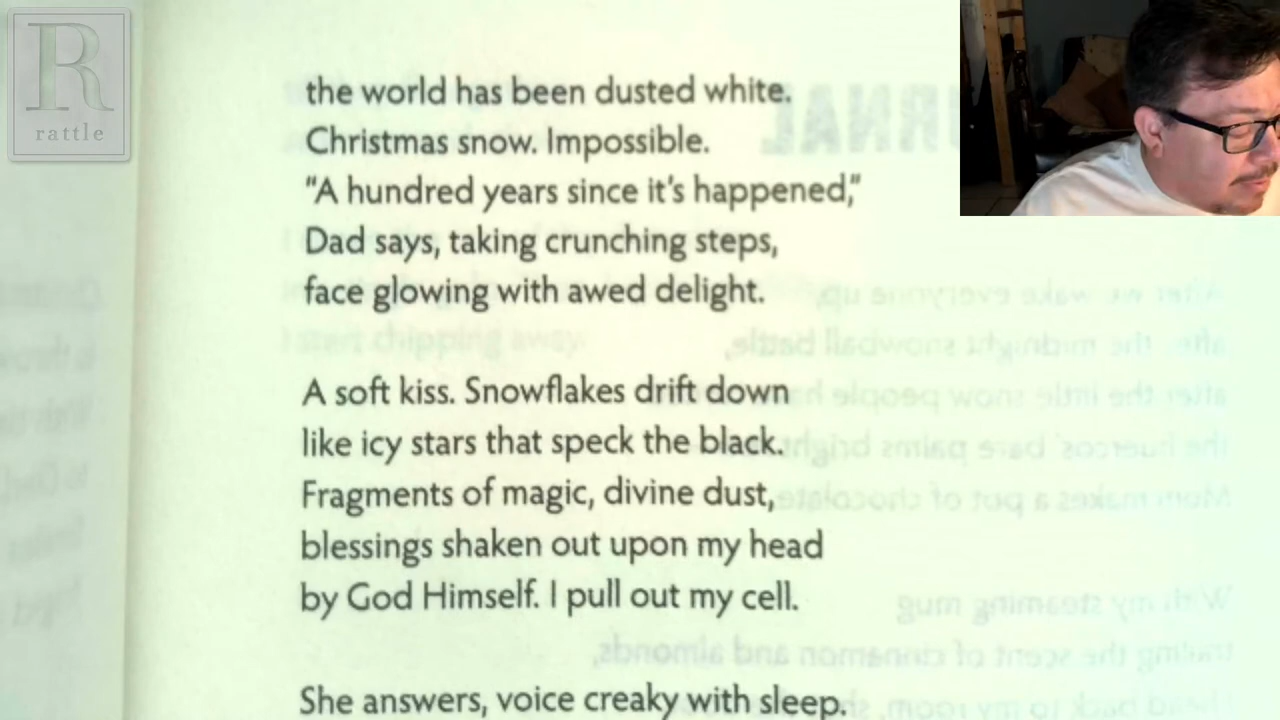 R
rattle
the world has been dusted white.
Christmas snow. Impossible.
“A hundred years since it’s happened,”
Dad says, taking crunching steps,
face glowing with awed delight.
A soft kiss. Snowflakes drift down
like icy stars that speck the black.
Fragments of magic, divine dust,
blessings shaken out upon my head
by God Himself. I pull out my cell.
She answers, voice creaky with sleep.